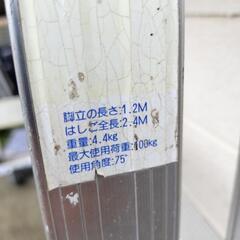 脚立の長さ:1.2M
はしご全長:2.4M
重量:4.4kg
最大使用荷重:100kg
使用角度:75°